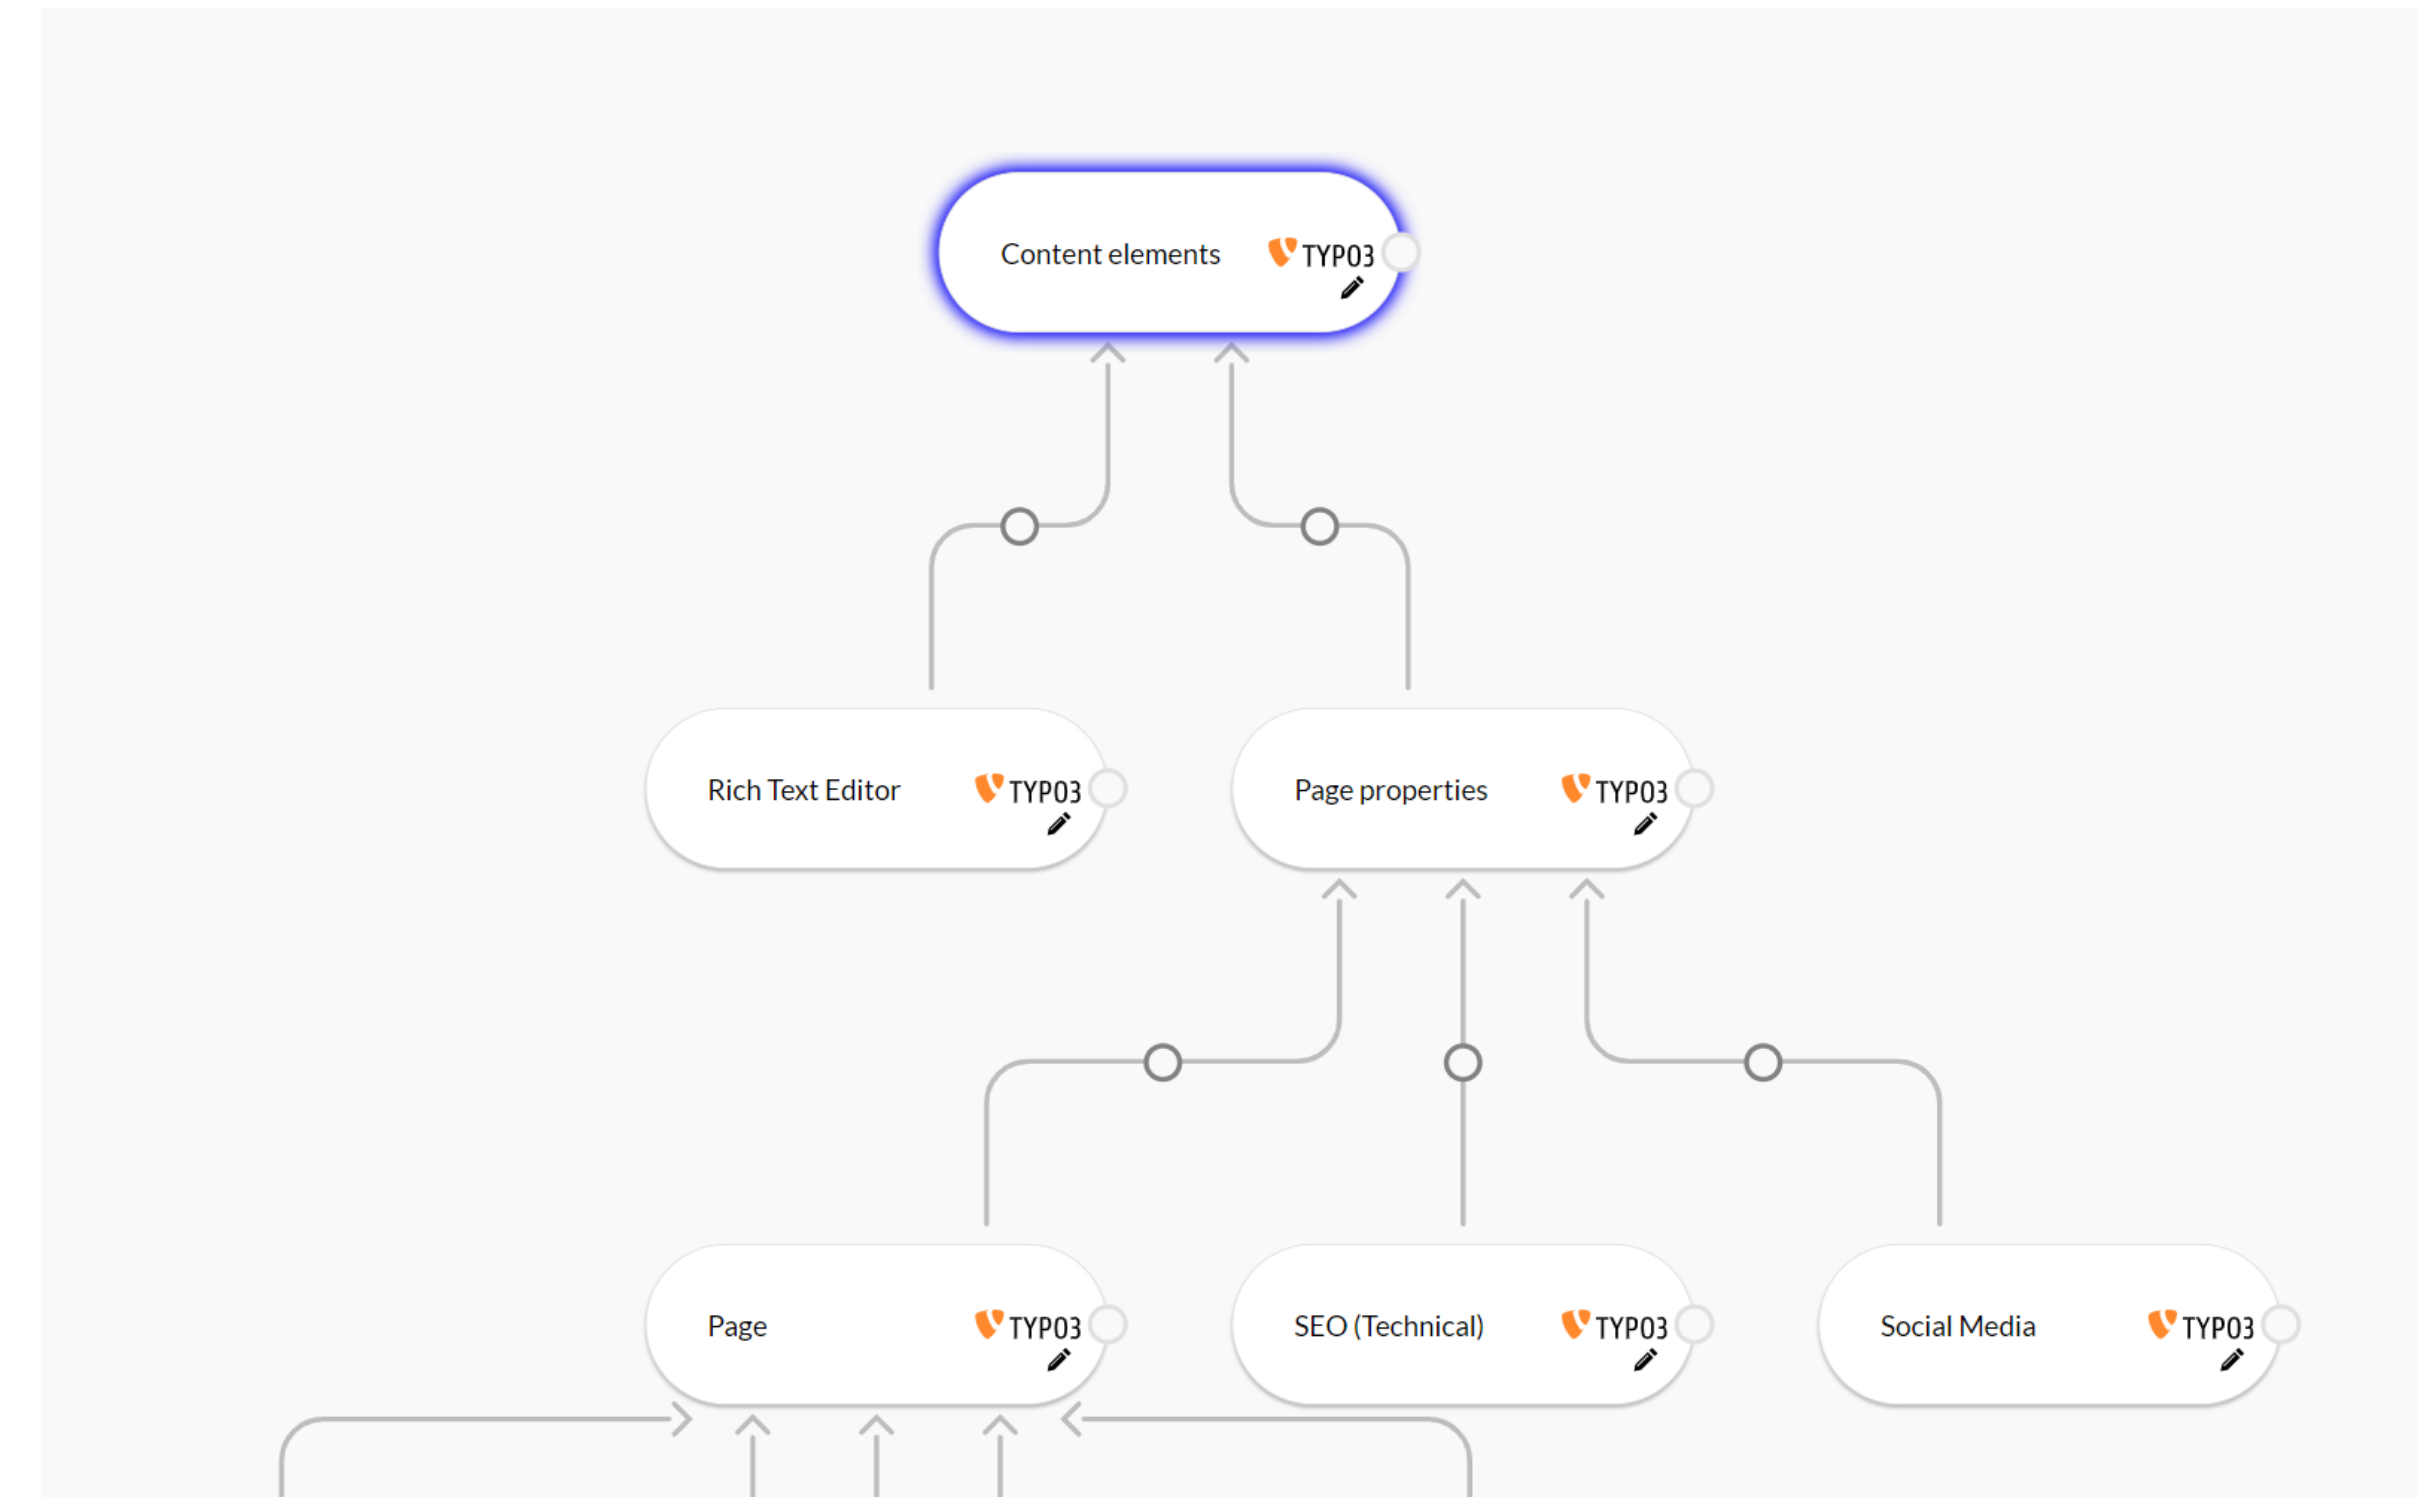 Content elements TYPO3
Rich Text Editor TYPO3
Page properties TYPO3
Page TYPO3
SEO (Technical) TYPO3
Social Media TYPO3